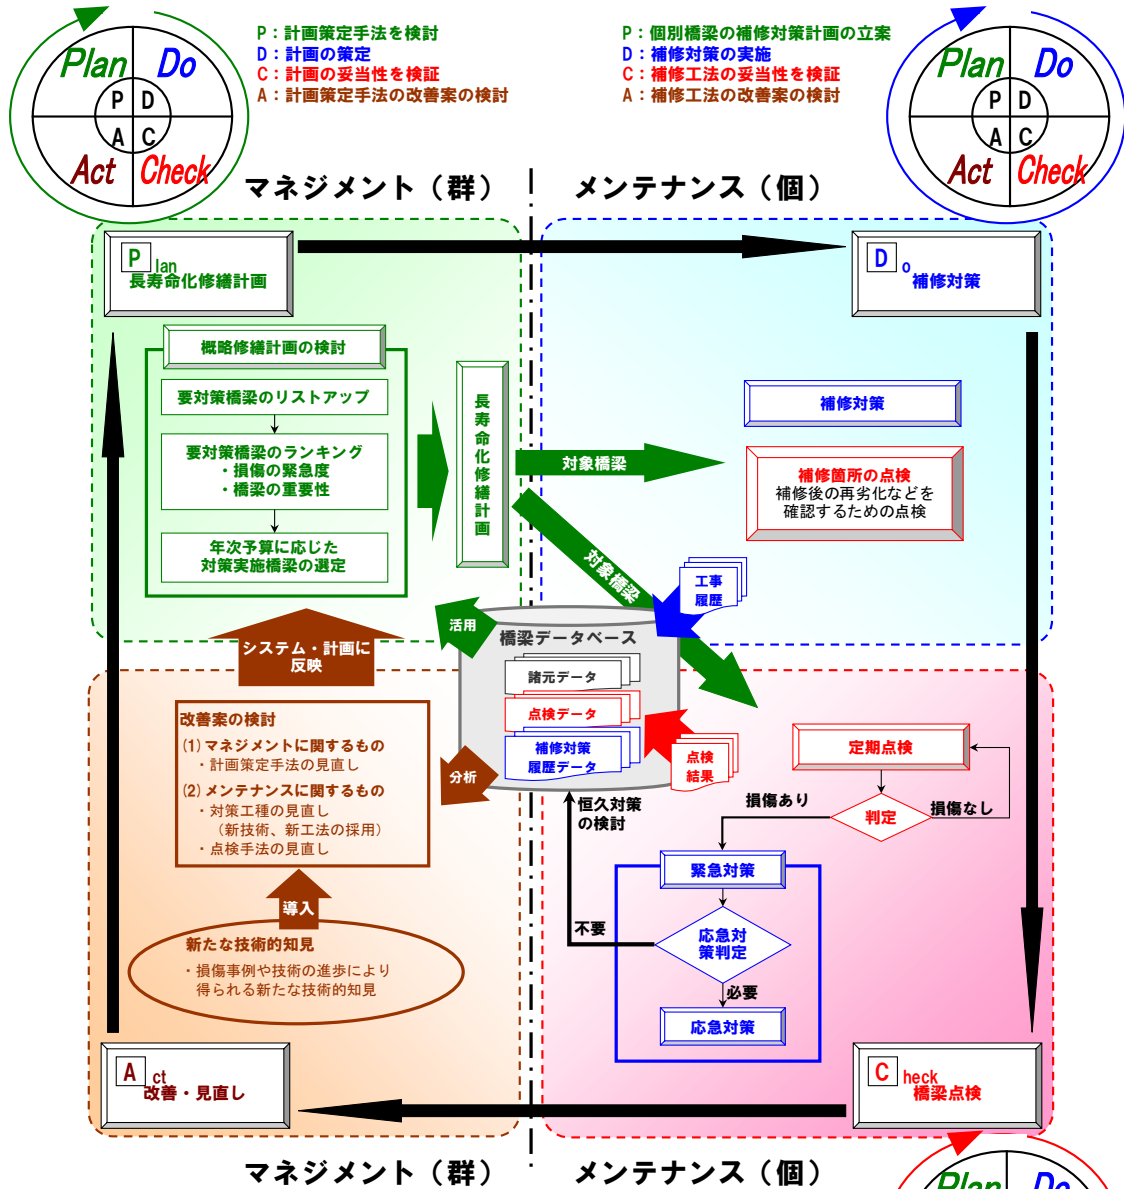 Plan
Do
P
D
A
C
Act
Check
P：計画策定手法を検討
D：計画の策定
C：計画の妥当性を検証
A：計画策定手法の改善案の検討
P：個別橋梁の補修対策計画の立案
D：補修対策の実施
C：補修工法の妥当性を検証
A：補修工法の改善案の検討
Plan
Do
P
D
A
C
Act
Check
マネジメント（群）
メンテナンス（個）
Plan
長寿命化修繕計画
Do
補修対策
概略修繕計画の検討
要対策橋梁のリストアップ
要対策橋梁のランキング
・損傷の緊急度
・橋梁の重要性
年次予算に応じた
対策実施橋梁の選定
長寿命化修繕計画
対象橋梁
対象橋梁
補修対策
補修箇所の点検
補修後の再劣化などを
確認するための点検
工事
履歴
活用
橋梁データベース
諸元データ
点検データ
補修対策
履歴データ
点検
結果
分析
システム・計画に
反映
改善案の検討
(1)マネジメントに関するもの
・計画策定手法の見直し
(2)メンテナンスに関するもの
・対策工種の見直し
（新技術、新工法の採用）
・点検手法の見直し
導入
新たな技術的知見
・損傷事例や技術の進歩により
得られる新たな技術的知見
定期点検
判定
損傷あり
損傷なし
恒久対策
の検討
緊急対策
応急対
策判定
不要
必要
応急対策
Act
改善・見直し
Check
橋梁点検
マネジメント（群）
メンテナンス（個）
Plan
Do